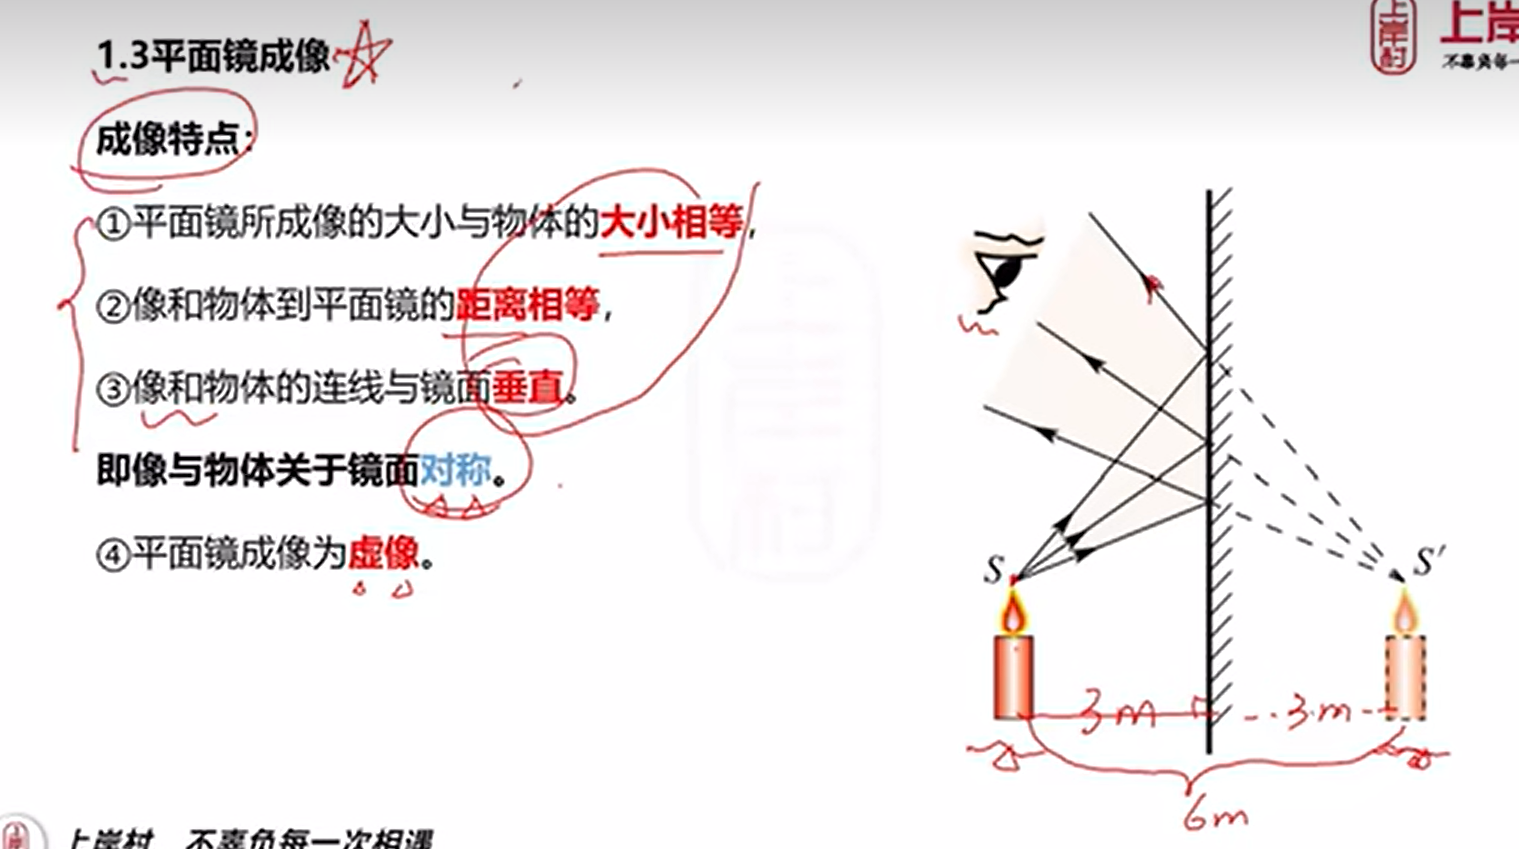 1.3平面镜成像
上岸
不辜负每一
成像特点:
①平面镜所成像的大小与物体的大小相等，
②像和物体到平面镜的距离相等，
③像和物体的连线与镜面垂直。
即像与物体关于镜面对称。
④平面镜成像为虚像。
S
S′
3m
3m
6m
上岸村 不辜负每一次相遇